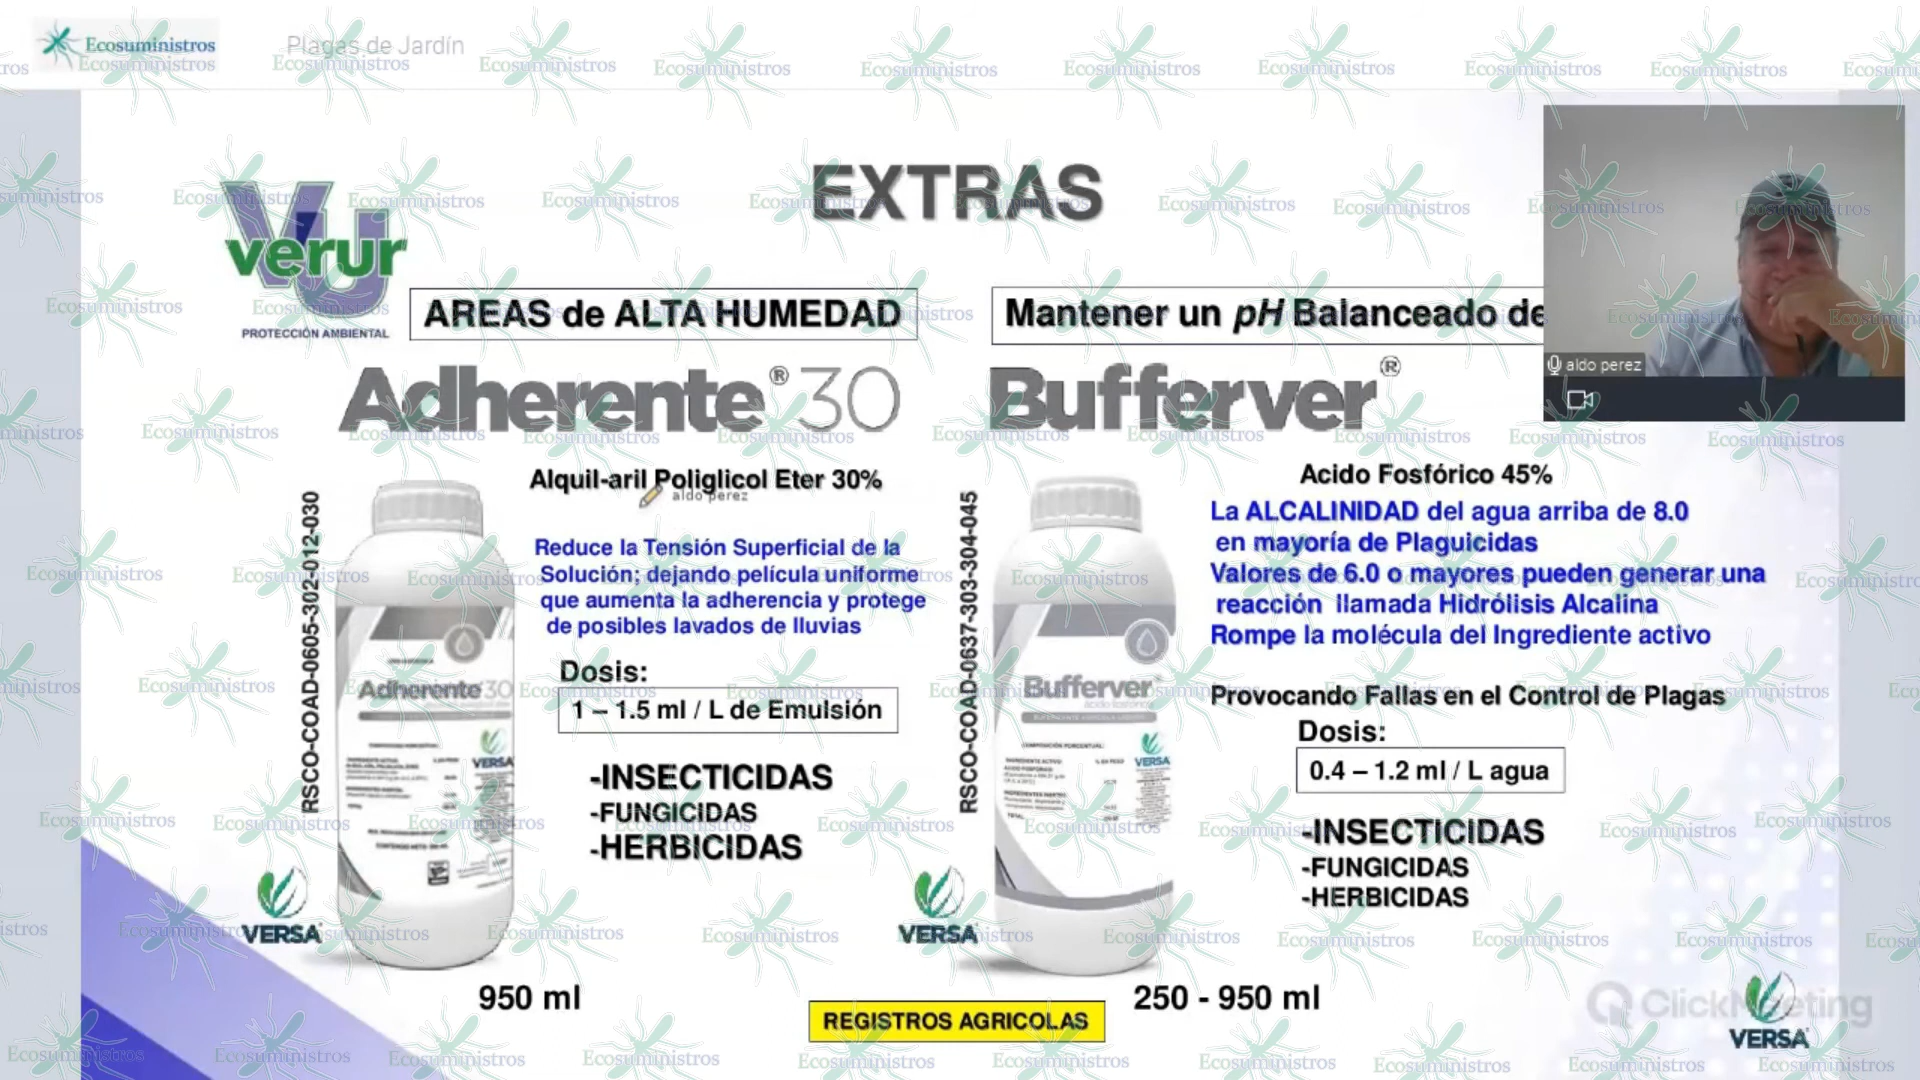 Ecosuministros
Plagas de Jardín
EXTRAS
VU
verur
PROTECCIÓN AMBIENTAL
AREAS de ALTA HUMEDAD
Adherente® 30
Alquil-aril Poliglicol Eter 30%
aldo perez
RSCO-COAD-0605-302-012-030
Reduce la Tensión Superficial de la
Solución; dejando película uniforme
que aumenta la adherencia y protege
de posibles lavados de lluvias
Dosis:
1 – 1.5 ml / L de Emulsión
-INSECTICIDAS
-FUNGICIDAS
-HERBICIDAS
Adherente 30
VERSA
VERSA
950 ml
Mantener un pH Balanceado de
Bufferver®
Acido Fosfórico 45%
RSCO-COAD-0637-303-304-045
La ALCALINIDAD del agua arriba de 8.0
en mayoría de Plaguicidas
Valores de 6.0 o mayores pueden generar una
reacción llamada Hidrólisis Alcalina
Rompe la molécula del Ingrediente activo
Provocando Fallas en el Control de Plagas
Dosis:
0.4 – 1.2 ml / L agua
-INSECTICIDAS
-FUNGICIDAS
-HERBICIDAS
Bufferver
VERSA
VERSA
250 - 950 ml
REGISTROS AGRICOLAS
aldo perez
ClickMeeting
VERSA